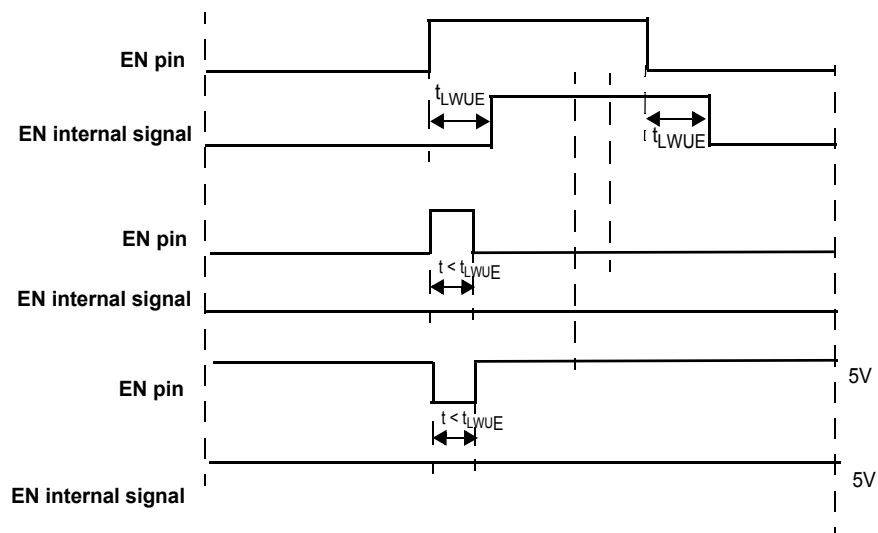 EN pin
tLWUE
EN internal signal
tLWUE
EN pin
t < tLWUE
EN internal signal
5V
EN pin
t < tLWUE
5V
EN internal signal